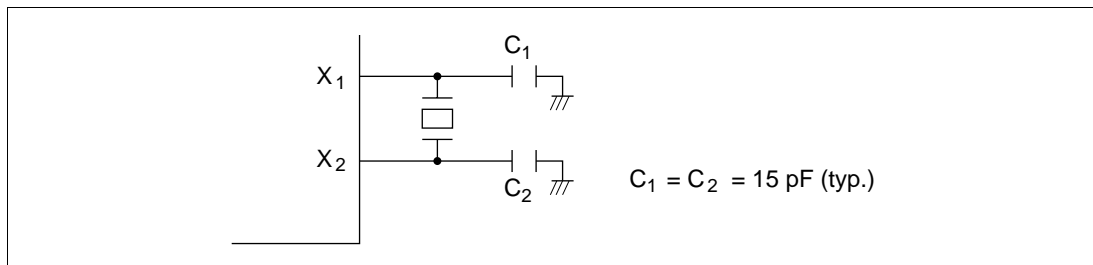 C1
X1
X2
C2
C1 = C2 = 15 pF (typ.)